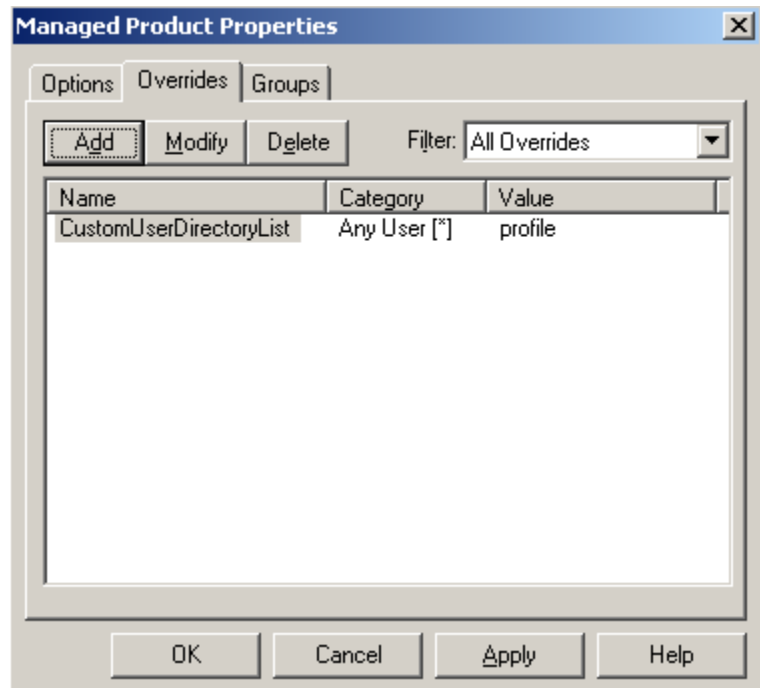 Managed Product Properties
Options Overrides Groups
Add Modify Delete Filter: All Overrides
Name Category Value
CustomUserDirectoryList Any User [*] profile
OK Cancel Apply Help